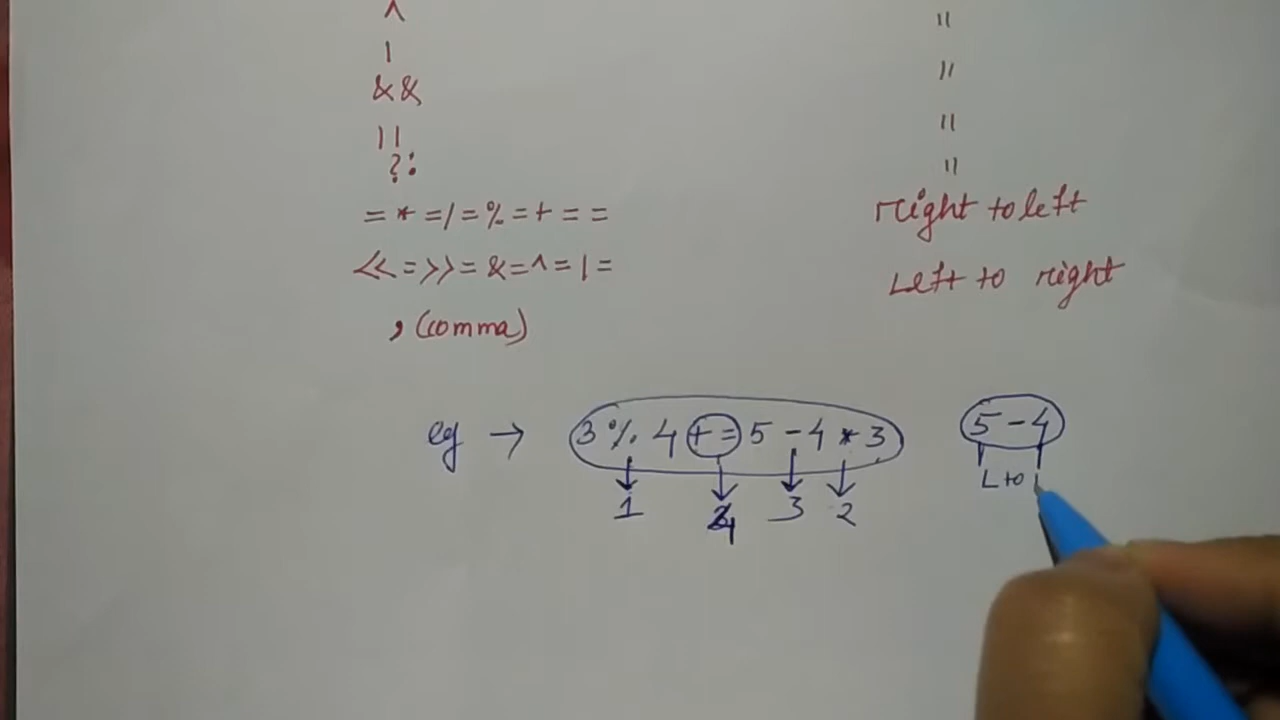 ^ "
| "
&& "
|| "
?: "
= * = / = % = + = = right to left
<< = >> = & = ^ = | = Left to right
, (comma)
eg → 3 % 4 += 5 - 4 * 3 5 - 4
L to
1 4 3 2